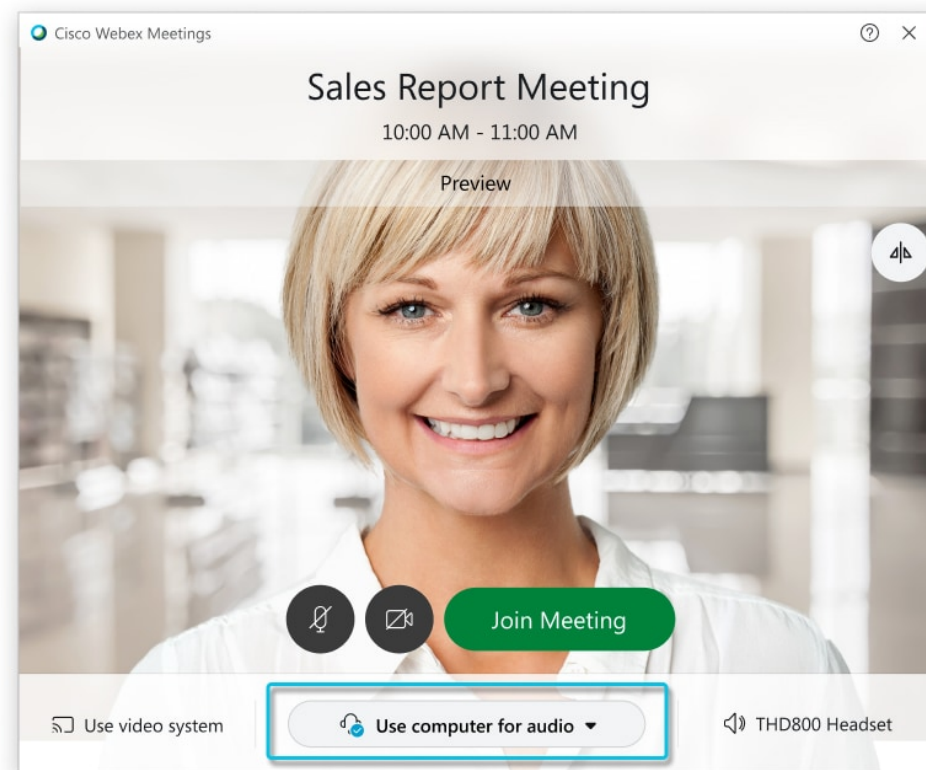 Cisco Webex Meetings
Sales Report Meeting
10:00 AM - 11:00 AM
Preview
Join Meeting
Use video system
Use computer for audio
THD800 Headset